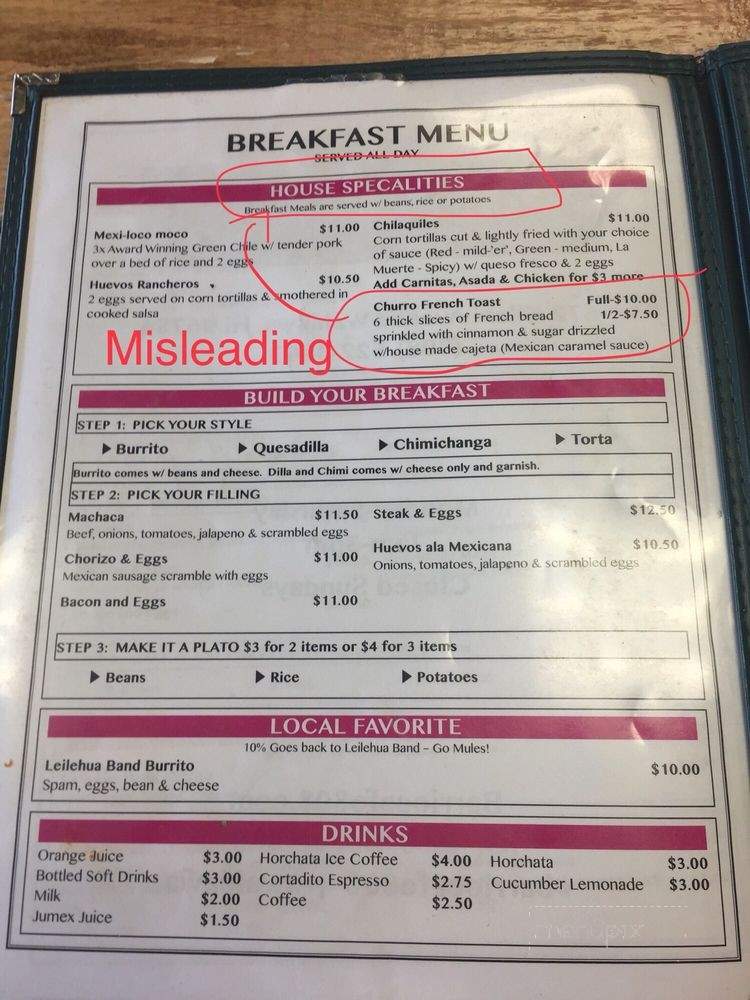 BREAKFAST MENU
SERVED ALL DAY
HOUSE SPECALITIES
Breakfast Meals are served w/ beans, rice or potatoes
Mexi-loco moco $11.00
3x Award Winning Green Chile w/ tender pork
over a bed of rice and 2 eggs
Huevos Rancheros $10.50
2 eggs served on corn tortillas & smothered in
cooked salsa
Chilaquiles $11.00
Corn tortillas cut & lightly fried with your choice
of sauce (Red - mild-'er', Green - medium, La
Muerte - Spicy) w/ queso fresco & 2 eggs
Add Carnitas, Asada & Chicken for $3 more
Churro French Toast Full-$10.00
6 thick slices of French bread 1/2-$7.50
sprinkled with cinnamon & sugar drizzled
w/house made cajeta (Mexican caramel sauce)
Misleading
BUILD YOUR BREAKFAST
STEP 1: PICK YOUR STYLE
Burrito Quesadilla Chimichanga Torta
Burrito comes w/ beans and cheese. Dilla and Chimi comes w/ cheese only and garnish.
STEP 2: PICK YOUR FILLING
Machaca $11.50
Beef, onions, tomatoes, jalapeno & scrambled eggs
Chorizo & Eggs $11.00
Mexican sausage scramble with eggs
Bacon and Eggs $11.00
Steak & Eggs $12.50
Huevos ala Mexicana $10.50
Onions, tomatoes, jalapeno & scrambled eggs
STEP 3: MAKE IT A PLATO $3 for 2 items or $4 for 3 items
Beans Rice Potatoes
LOCAL FAVORITE
10% Goes back to Leilehua Band - Go Mules!
Leilehua Band Burrito $10.00
Spam, eggs, bean & cheese
DRINKS
Orange Juice $3.00 Horchata Ice Coffee $4.00 Horchata $3.00
Bottled Soft Drinks $3.00 Cortadito Espresso $2.75 Cucumber Lemonade $3.00
Milk $2.00 Coffee $2.50
Jumex Juice $1.50
menupix